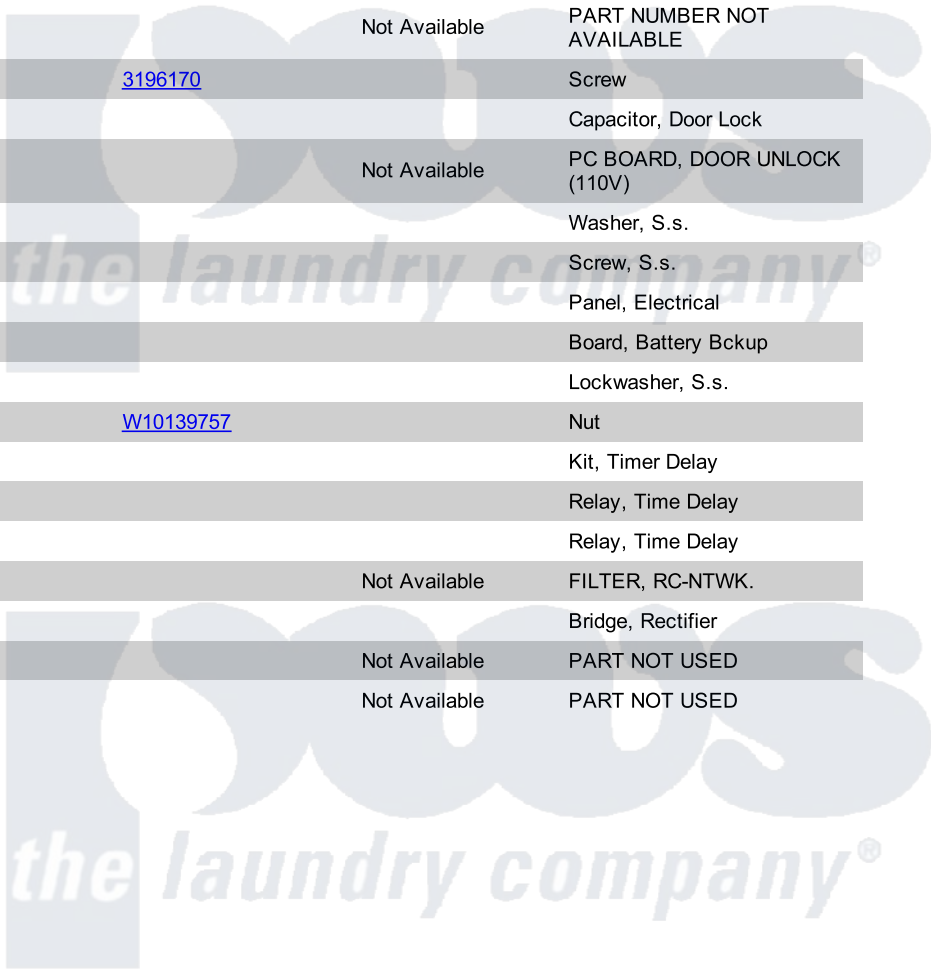 Not Available PART NUMBER NOT
AVAILABLE
3196170 Screw
Capacitor, Door Lock
Not Available PC BOARD, DOOR UNLOCK
(110V)
Washer, S.s.
Screw, S.s.
Panel, Electrical
Board, Battery Bckup
Lockwasher, S.s.
W10139757 Nut
Kit, Timer Delay
Relay, Time Delay
Relay, Time Delay
Not Available FILTER, RC-NTWK.
Bridge, Rectifier
Not Available PART NOT USED
Not Available PART NOT USED
pws
the laundry company®
pws
the laundry company®